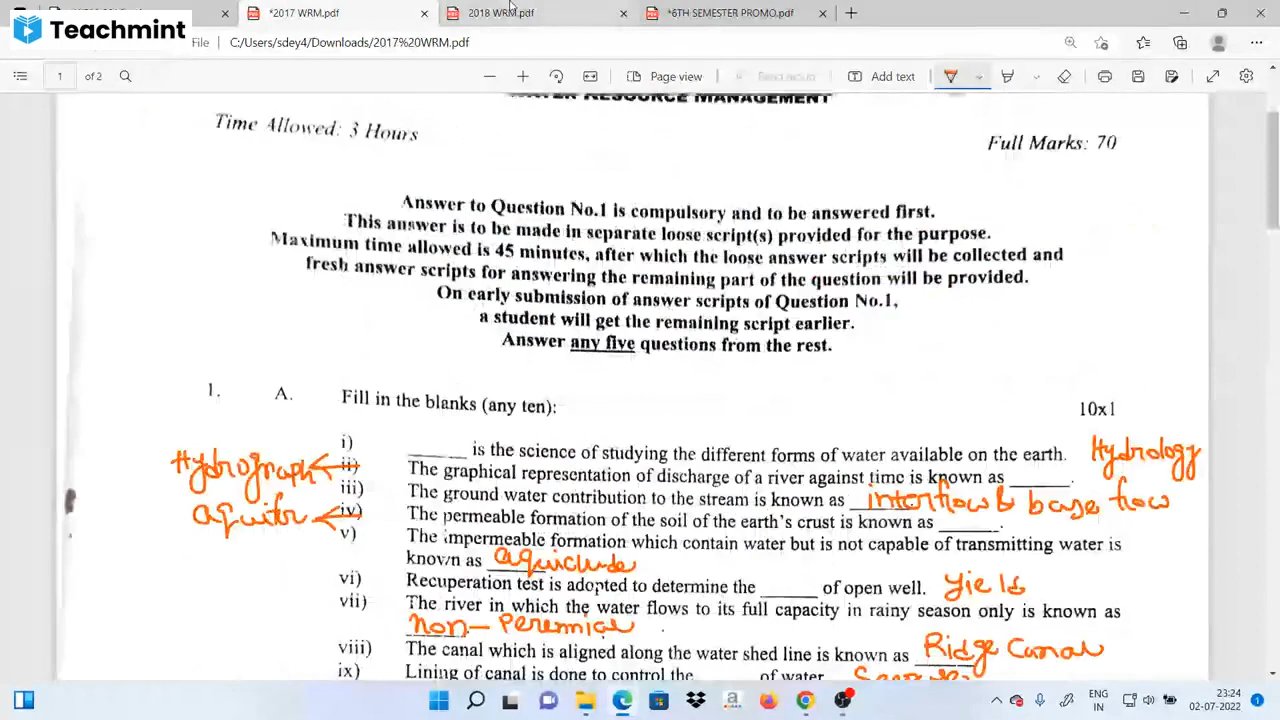 *2017 WRM.pdf
2018 WRM.pdf
*6TH SEMESTER PROMO.pdf
Teachmint
File
C:/Users/sdey4/Downloads/2017%20WRM.pdf
1 of 2
Page view
Read aloud
Add text
WATER RESOURCE MANAGEMENT
Time Allowed: 3 Hours
Full Marks: 70
Answer to Question No.1 is compulsory and to be answered first.
This answer is to be made in separate loose script(s) provided for the purpose.
Maximum time allowed is 45 minutes, after which the loose answer scripts will be collected and
fresh answer scripts for answering the remaining part of the question will be provided.
On early submission of answer scripts of Question No.1,
a student will get the remaining script earlier.
Answer any five questions from the rest.
1. A. Fill in the blanks (any ten): 10x1
i) ______ is the science of studying the different forms of water available on the earth. Hydrology
Hydrograph ii) The graphical representation of discharge of a river against time is known as ______.
iii) The ground water contribution to the stream is known as interflow & base flow
aquifor iv) The permeable formation of the soil of the earth's crust is known as ______.
v) The impermeable formation which contain water but is not capable of transmitting water is
known as aquiclude
vi) Recuperation test is adopted to determine the ______ of open well. Yield
vii) The river in which the water flows to its full capacity in rainy season only is known as
non-Perennial
viii) The canal which is aligned along the water shed line is known as Ridge Canal
ix) Lining of canal is done to control the ______ of water
ENG
IN
23:24
02-07-2022